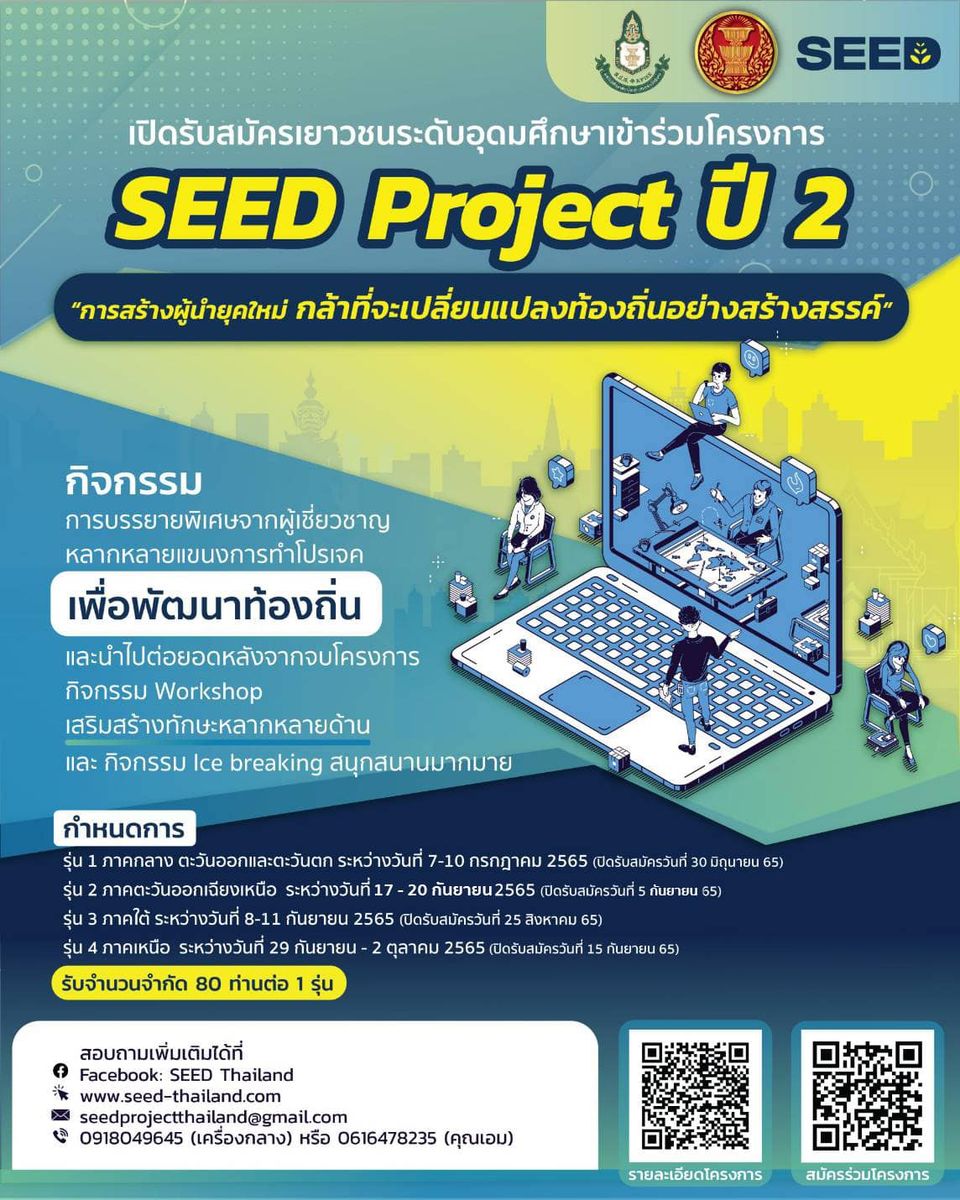 SEED
เปิดรับสมัครเยาวชนระดับอุดมศึกษาเข้าร่วมโครงการ
SEED Project ปี 2
“การสร้างผู้นำยุคใหม่ กล้าที่จะเปลี่ยนแปลงท้องถิ่นอย่างสร้างสรรค์”
กิจกรรม
การบรรยายพิเศษจากผู้เชี่ยวชาญ
หลากหลายแขนงการทำโปรเจค
เพื่อพัฒนาท้องถิ่น
และนำไปต่อยอดหลังจากจบโครงการ
กิจกรรม Workshop
เสริมสร้างทักษะหลากหลายด้าน
และ กิจกรรม Ice breaking สนุกสนานมากมาย
กำหนดการ
รุ่น 1 ภาคกลาง ตะวันออกและตะวันตก ระหว่างวันที่ 7-10 กรกฎาคม 2565 (ปิดรับสมัครวันที่ 30 มิถุนายน 65)
รุ่น 2 ภาคตะวันออกเฉียงเหนือ ระหว่างวันที่ 17 - 20 กันยายน 2565 (ปิดรับสมัครวันที่ 5 กันยายน 65)
รุ่น 3 ภาคใต้ ระหว่างวันที่ 8-11 กันยายน 2565 (ปิดรับสมัครวันที่ 25 สิงหาคม 65)
รุ่น 4 ภาคเหนือ ระหว่างวันที่ 29 กันยายน - 2 ตุลาคม 2565 (ปิดรับสมัครวันที่ 15 กันยายน 65)
รับจำนวนจำกัด 80 ท่านต่อ 1 รุ่น
สอบถามเพิ่มเติมได้ที่
Facebook: SEED Thailand
www.seed-thailand.com
seedprojectthailand@gmail.com
0918049645 (เครื่องกลาง) หรือ 0616478235 (คุณเอม)
รายละเอียดโครงการ
สมัครร่วมโครงการ